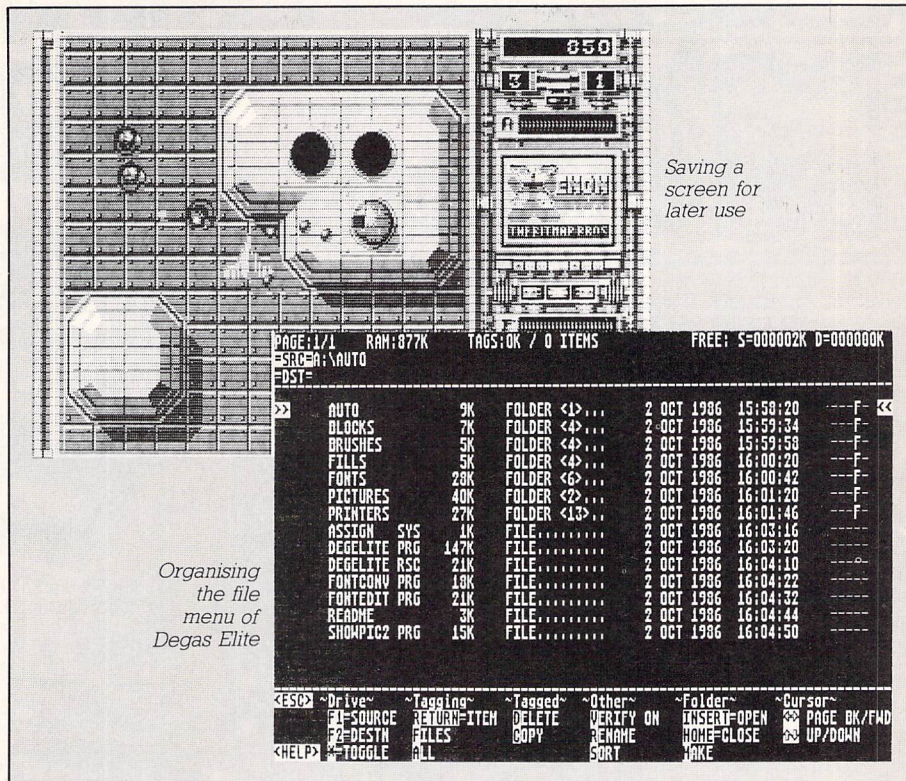 850
3 1
A
XENON
THE BITMAP BROS
Saving a
screen for
later use
PAGE:1/1 RAM:877K TAGS:0K / 0 ITEMS FREE: S=000002K D=000000K
=SRC=A:\AUTO
=DST=
>> AUTO 9K FOLDER <1>... 2 OCT 1986 15:58:20 ----F- <<
BLOCKS 7K FOLDER <4>... 2 OCT 1986 15:59:34 ----F-
BRUSHES 5K FOLDER <4>... 2 OCT 1986 15:59:58 ----F-
FILLS 5K FOLDER <4>... 2 OCT 1986 16:00:20 ----F-
FONTS 28K FOLDER <6>... 2 OCT 1986 16:00:42 ----F-
PICTURES 40K FOLDER <2>... 2 OCT 1986 16:01:20 ----F-
PRINTERS 27K FOLDER <13>.. 2 OCT 1986 16:01:46 ----F-
ASSIGN SYS 1K FILE......... 2 OCT 1986 16:03:16 ------
DEGELITE PRG 147K FILE......... 2 OCT 1986 16:03:20 ------
DEGELITE RSC 21K FILE......... 2 OCT 1986 16:04:10 ------
FONTCONV PRG 18K FILE......... 2 OCT 1986 16:04:22 ------
FONTEDIT PRG 21K FILE......... 2 OCT 1986 16:04:32 ------
README 3K FILE......... 2 OCT 1986 16:04:44 ------
SHOWPIC2 PRG 15K FILE......... 2 OCT 1986 16:04:50 ------
Organising
the file
menu of
Degas Elite
<ESC> ~Drive~ ~Tagging~ ~Tagged~ ~Other~ ~Folder~ ~Cursor~
F1=SOURCE RETURN=ITEM DELETE VERIFY ON INSERT=OPEN PAGE BK/FWD
F2=DESTN FILES COPY RENAME HOME=CLOSE UP/DOWN
<HELP> *=TOGGLE ALL SORT MAKE